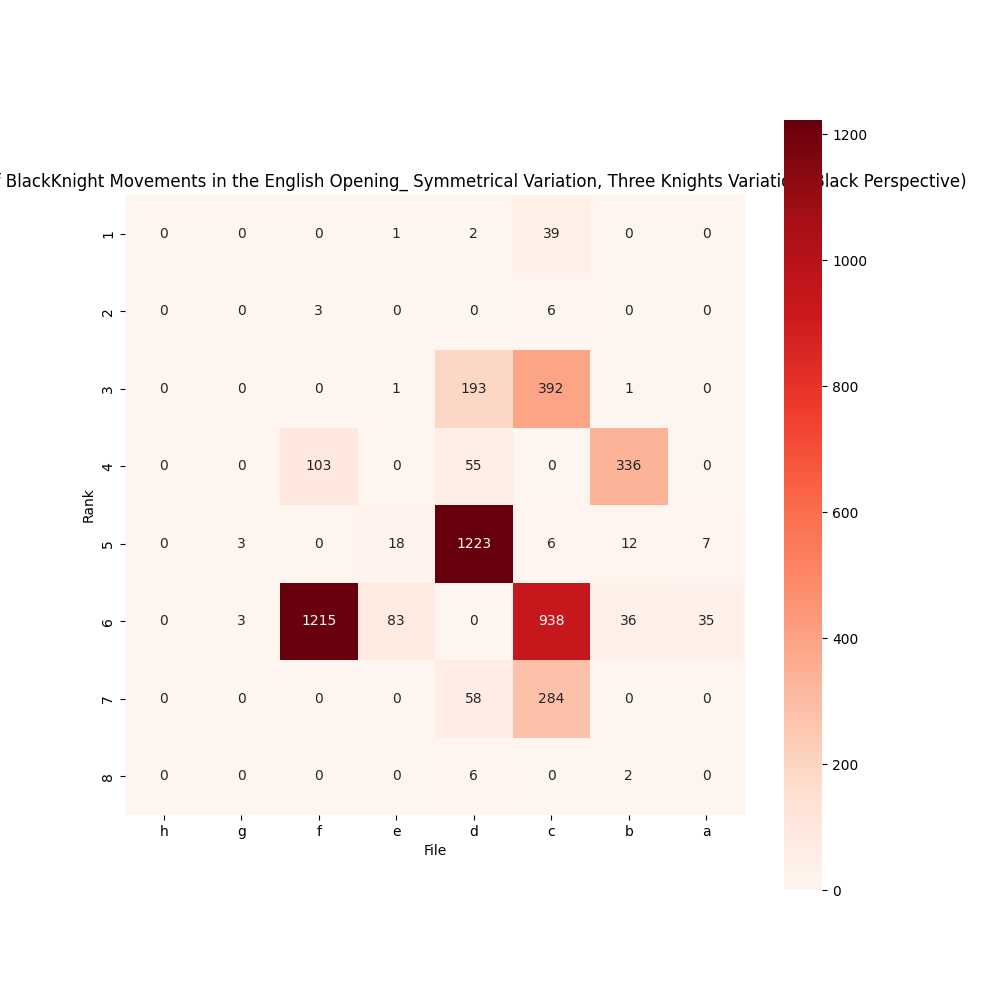 BlackKnight Movements in the English Opening_ Symmetrical Variation, Three Knights Variation Black Perspective)
1 0 0 0 1 2 39 0 0
2 0 0 3 0 0 6 0 0
3 0 0 0 1 193 392 1 0
4 0 0 103 0 55 0 336 0
5 0 3 0 18 1223 6 12 7
6 0 3 1215 83 0 938 36 35
7 0 0 0 0 58 284 0 0
8 0 0 0 0 6 0 2 0
h g f e d c b a
File
Rank
1200
1000
800
600
400
200
0